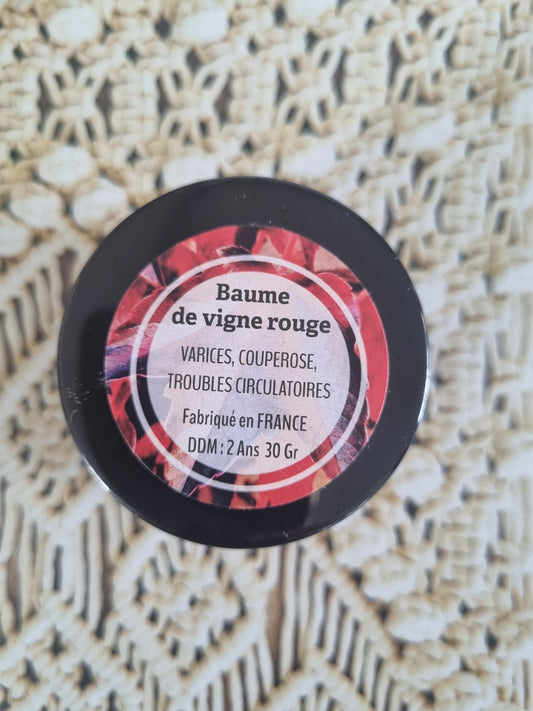 Baume
de vigne rouge
VARICES, COUPEROSE,
TROUBLES CIRCULATOIRES
Fabriqué en FRANCE
DDM : 2 Ans 30 Gr